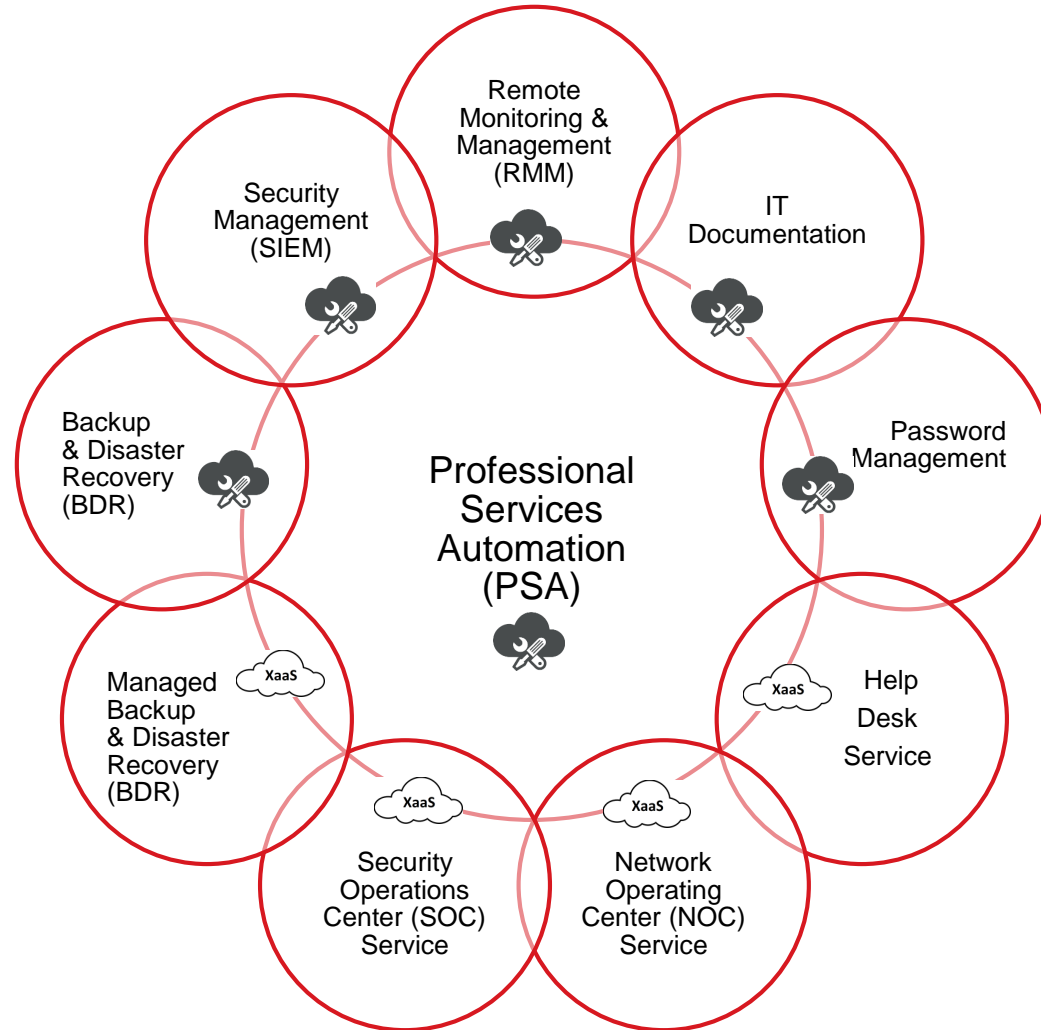 Remote
Monitoring &
Management
(RMM)
Security
Management
(SIEM)
IT
Documentation
Backup
& Disaster
Recovery
(BDR)
Password
Management
Professional
Services
Automation
(PSA)
Managed
Backup
& Disaster
Recovery
(BDR)
XaaS
XaaS
Help
Desk
Service
XaaS
Security
Operations
Center (SOC)
Service
XaaS
Network
Operating
Center (NOC)
Service